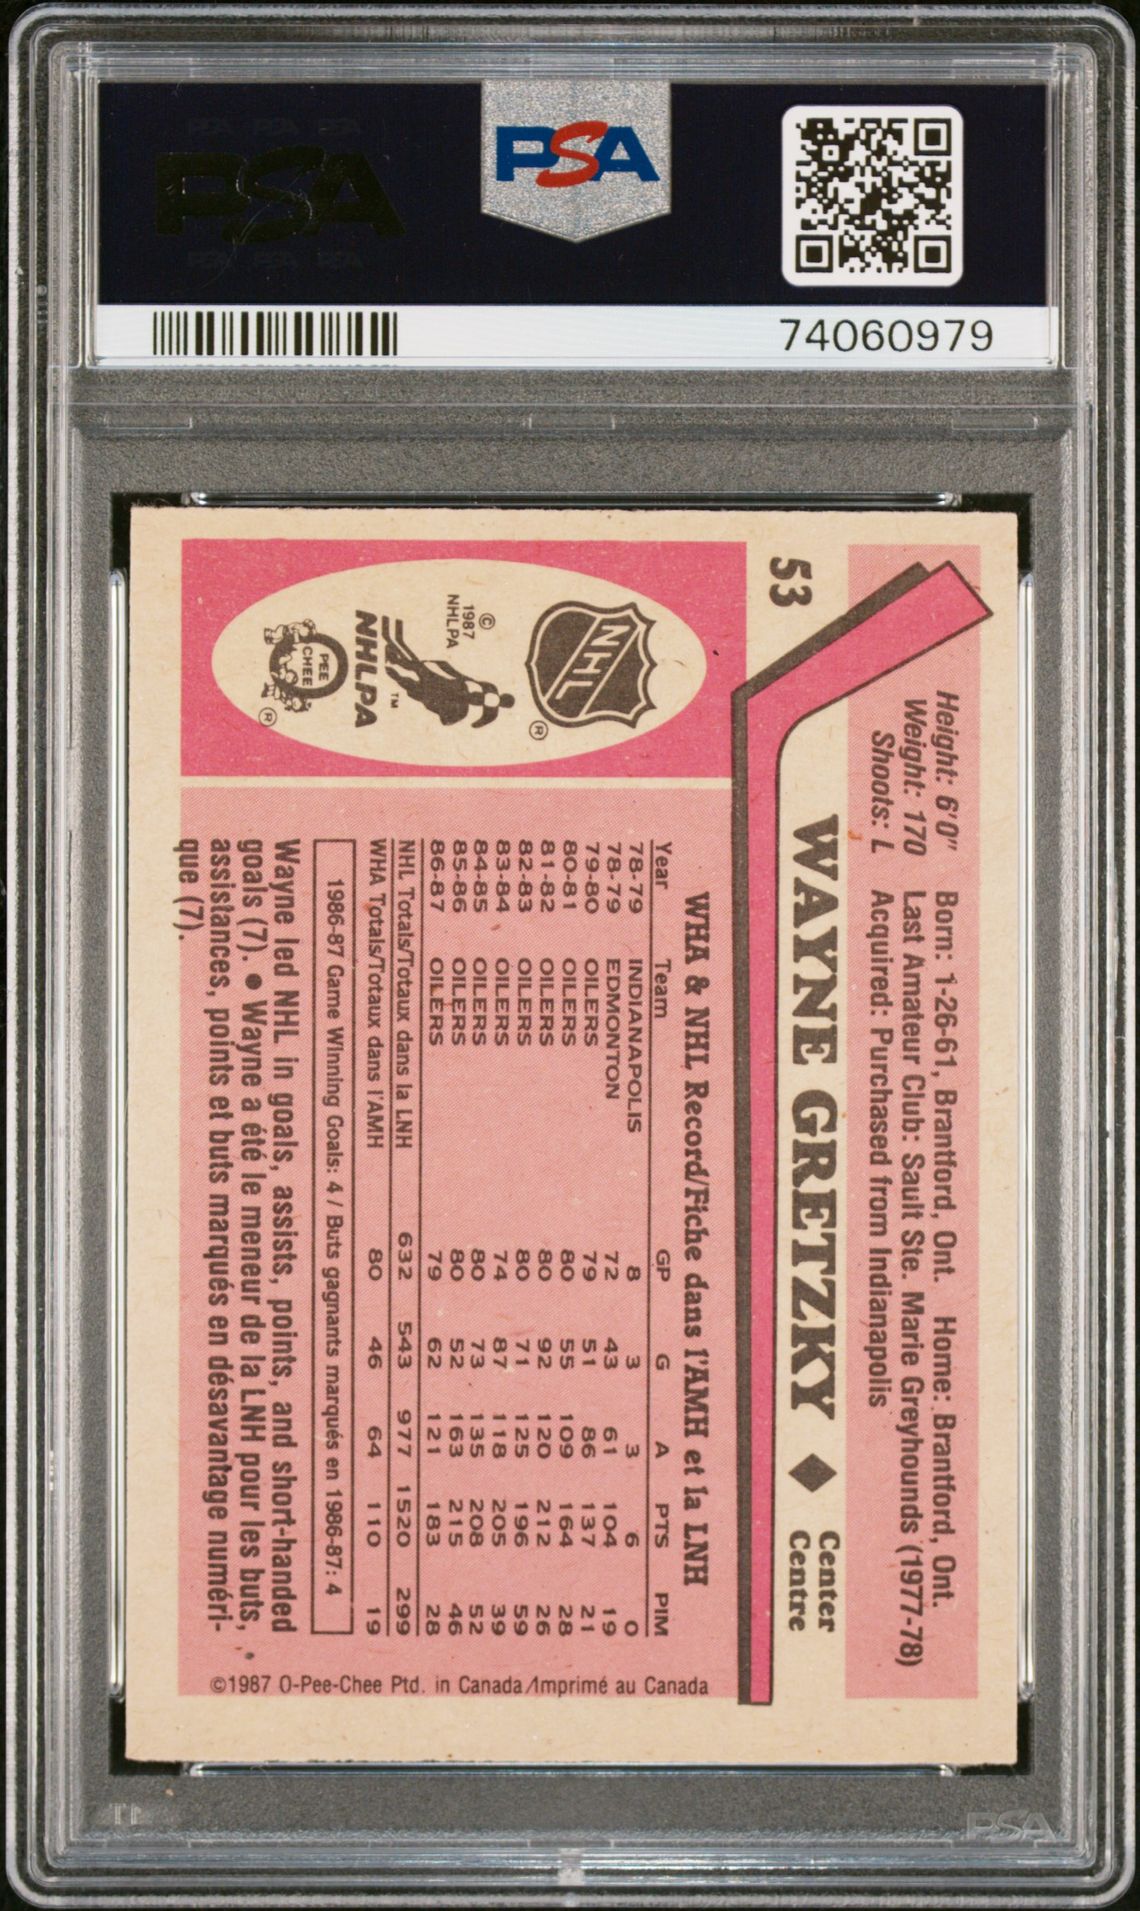 PSA PSA PSA
PSA
PSA PSA PSA
PSA
74060979
53
WAYNE GRETZKY ♦ Center
Centre
Height: 6'0" Born: 1-26-61, Brantford, Ont. Home: Brantford, Ont.
Weight: 170 Last Amateur Club: Sault Ste. Marie Greyhounds (1977-78)
Shoots: L Acquired: Purchased from Indianapolis
NHL
®
© 1987 NHLPA
™
NHLPA
O PEE CHEE
®
WHA & NHL Record/Fiche dans l'AMH et la LNH
Year Team GP G A PTS PIM
78-79 INDIANAPOLIS 8 3 3 6 0
78-79 EDMONTON 72 43 61 104 19
79-80 OILERS 79 51 86 137 21
80-81 OILERS 80 55 109 164 28
81-82 OILERS 80 92 120 212 26
82-83 OILERS 80 71 125 196 59
83-84 OILERS 74 87 118 205 39
84-85 OILERS 80 73 135 208 52
85-86 OILERS 80 52 163 215 46
86-87 OILERS 79 62 121 183 28
NHL Totals/Totaux dans la LNH 632 543 977 1520 299
WHA Totals/Totaux dans l'AMH 80 46 64 110 19
1986-87 Game Winning Goals: 4 / Buts gagnants marqués en 1986-87: 4
Wayne led NHL in goals, assists, points, and short-handed
goals (7). ● Wayne a été le meneur de la LNH pour les buts,
assistances, points et buts marqués en désavantage numéri-
que (7).
©1987 O-Pee-Chee Ptd. in Canada/Imprimé au Canada
PSA